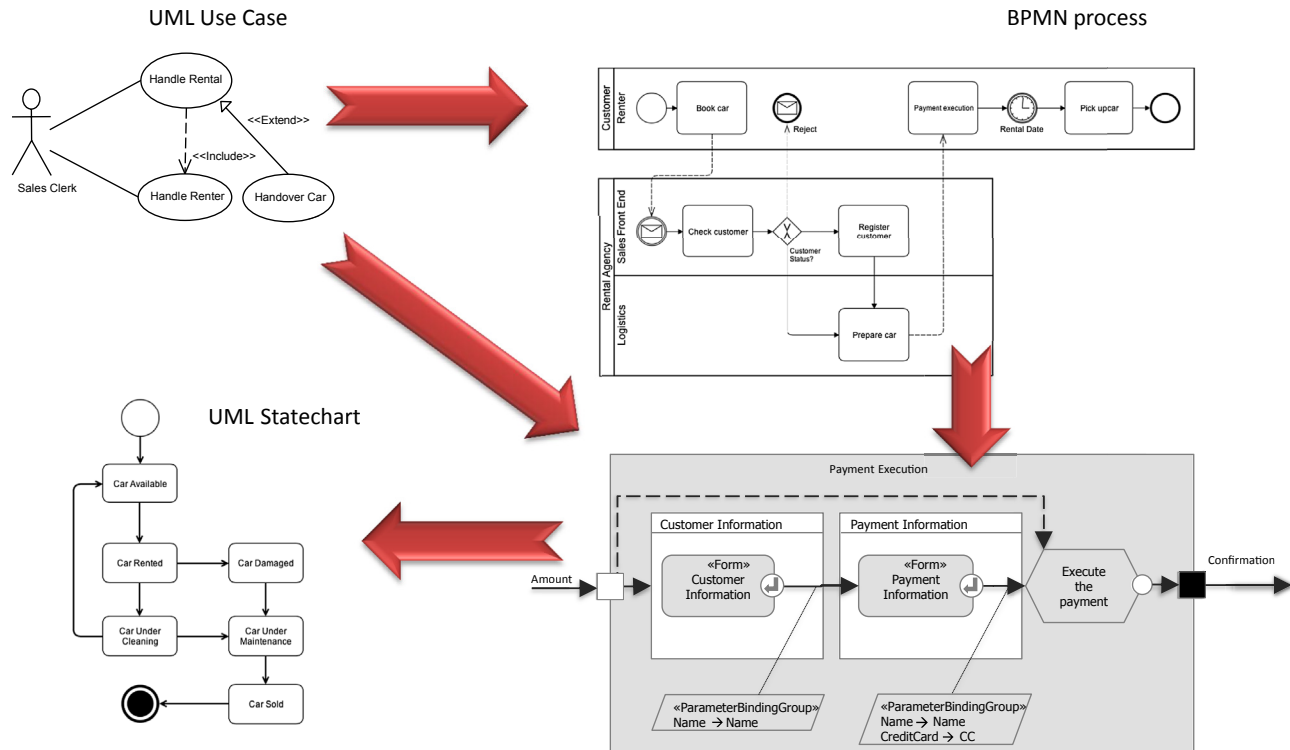 UML Use Case
BPMN process
Handle Rental
<<Extend>>
<<Include>>
Sales Clerk
Handle Renter
Handover Car
Customer
Renter
Book car
Reject
Payment execution
Rental Date
Pick upcar
Rental Agency
Sales Front End
Check customer
Customer
Status?
Register
customer
Logistics
Prepare car
UML Statechart
Car Available
Car Rented
Car Damaged
Car Under
Cleaning
Car Under
Maintenance
Car Sold
Payment Execution
Customer Information
Payment Information
Amount
«Form»
Customer
Information
«Form»
Payment
Information
Execute
the
payment
Confirmation
«ParameterBindingGroup»
Name → Name
«ParameterBindingGroup»
Name → Name
CreditCard → CC